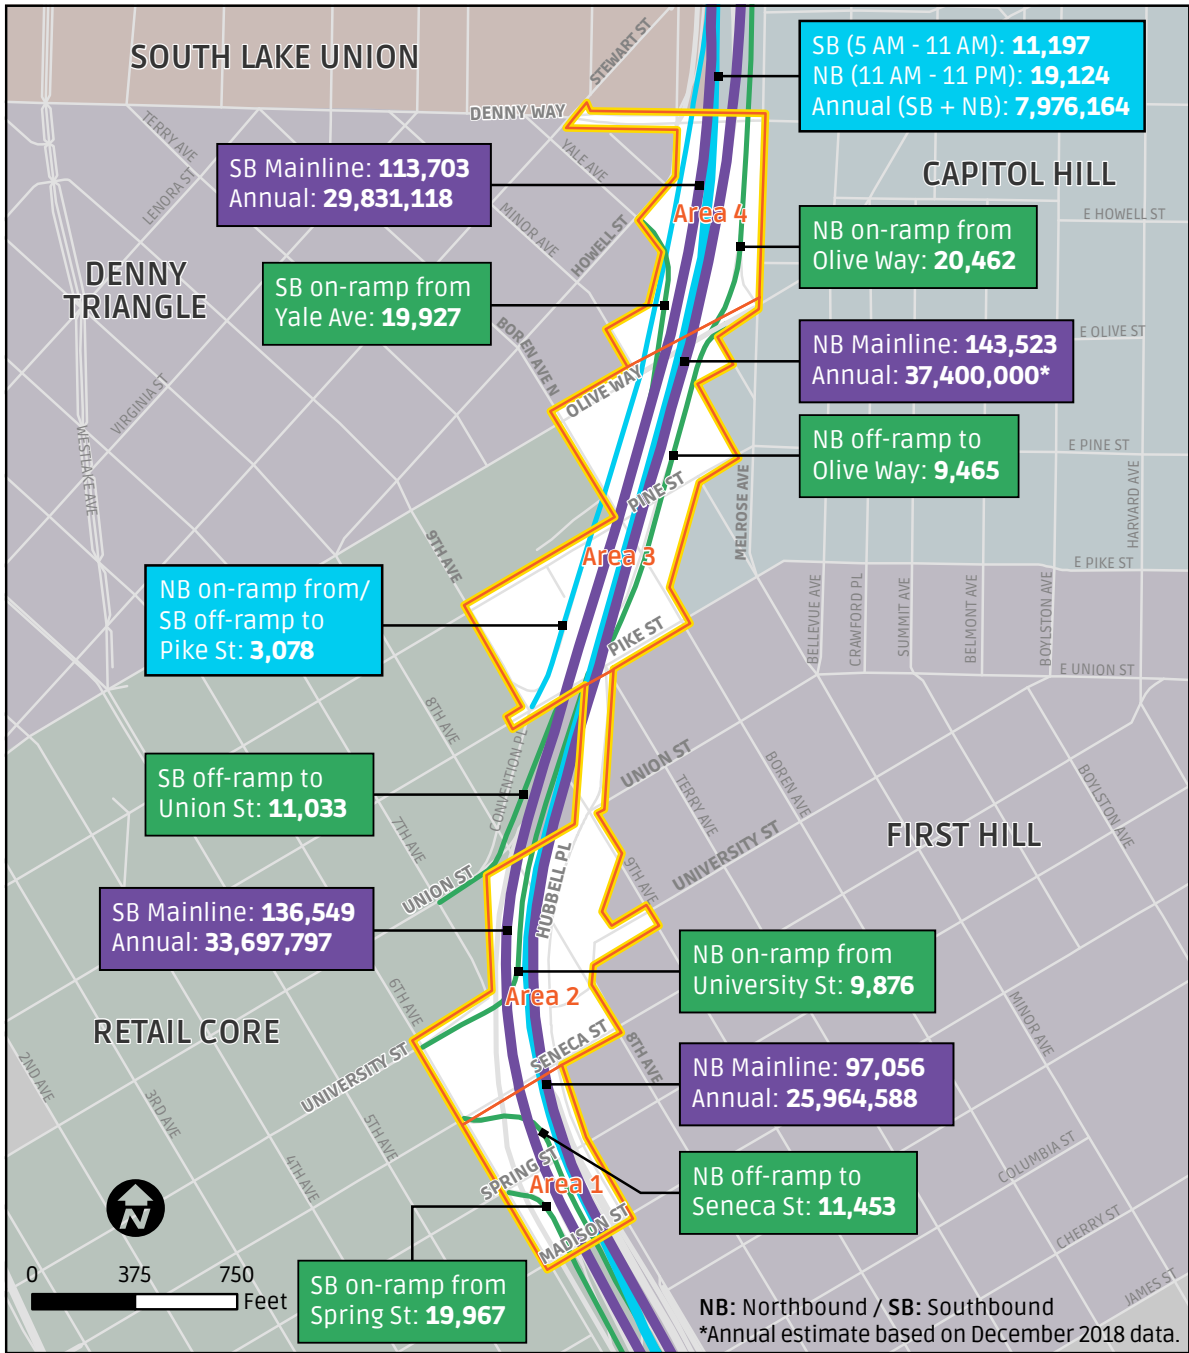 SOUTH LAKE UNION
STEWART ST
DENNY WAY
SB (5 AM - 11 AM): 11,197
NB (11 AM - 11 PM): 19,124
Annual (SB + NB): 7,976,164
TERRY AVE
YALE AVE
LENORA ST
SB Mainline: 113,703
Annual: 29,831,118
CAPITOL HILL
MINOR AVE
HOWELL ST
Area 4
E HOWELL ST
NB on-ramp from
Olive Way: 20,462
DENNY
TRIANGLE
SB on-ramp from
Yale Ave: 19,927
BOREN AVE N
NB Mainline: 143,523
Annual: 37,400,000*
E OLIVE ST
OLIVE WAY
VIRGINIA ST
WESTLAKE AVE
NB off-ramp to
Olive Way: 9,465
E PINE ST
PINE ST
MELROSE AVE
HARVARD AVE
9TH AVE
Area 3
E PIKE ST
NB on-ramp from/
SB off-ramp to
Pike St: 3,078
BELLEVUE AVE
CRAWFORD PL
SUMMIT AVE
BELMONT AVE
BOYLSTON AVE
PIKE ST
E UNION ST
8TH AVE
CONVENTION PL
UNION ST
BOREN AVE
SB off-ramp to
Union St: 11,033
TERRY AVE
BOYLSTON AVE
7TH AVE
FIRST HILL
UNIVERSITY ST
HUBBELL PL
9TH AVE
UNION ST
SB Mainline: 136,549
Annual: 33,697,797
NB on-ramp from
University St: 9,876
6TH AVE
Area 2
RETAIL CORE
MINOR AVE
SENECA ST
8TH AVE
2ND AVE
UNIVERSITY ST
NB Mainline: 97,056
Annual: 25,964,588
3RD AVE
5TH AVE
4TH AVE
SPRING ST
Area 1
NB off-ramp to
Seneca St: 11,453
COLUMBIA ST
N
MADISON ST
CHERRY ST
0 375 750
Feet
SB on-ramp from
Spring St: 19,967
JAMES ST
NB: Northbound / SB: Southbound
*Annual estimate based on December 2018 data.